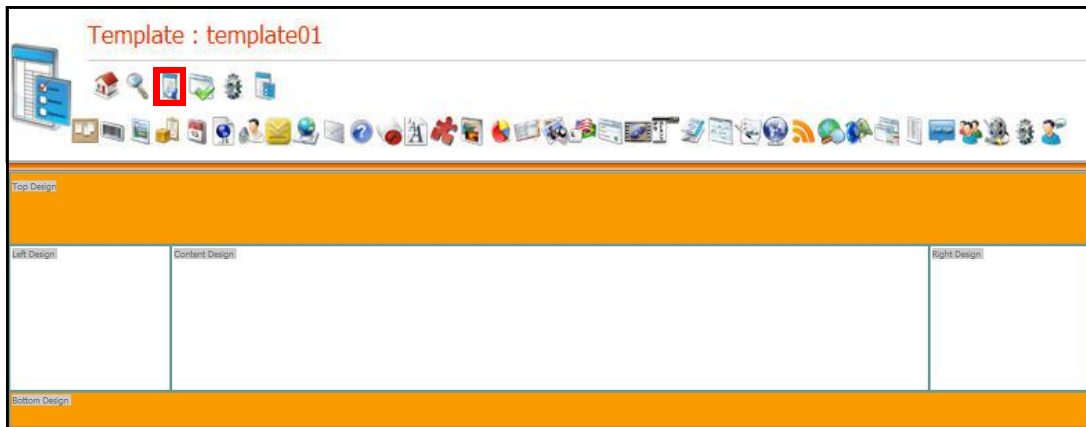 Template : template01
Top Design
Left Design
Content Design
Right Design
Bottom Design